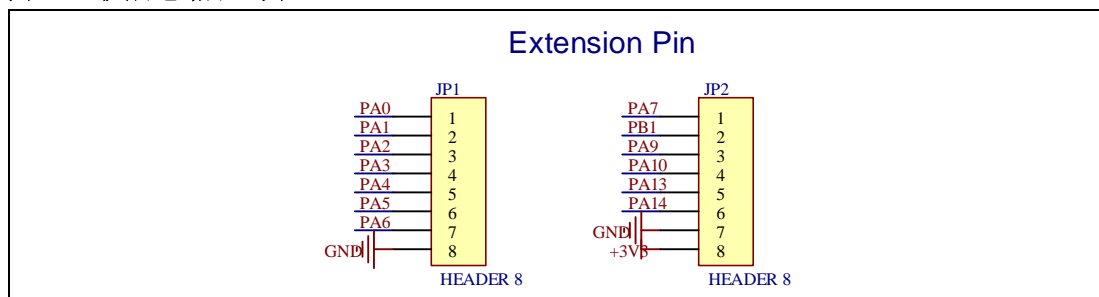 Extension Pin
JP1
PA0 1
PA1 2
PA2 3
PA3 4
PA4 5
PA5 6
PA6 7
GND 8
HEADER 8
JP2
PA7 1
PB1 2
PA9 3
PA10 4
PA13 5
PA14 6
GND 7
+3V3 8
HEADER 8